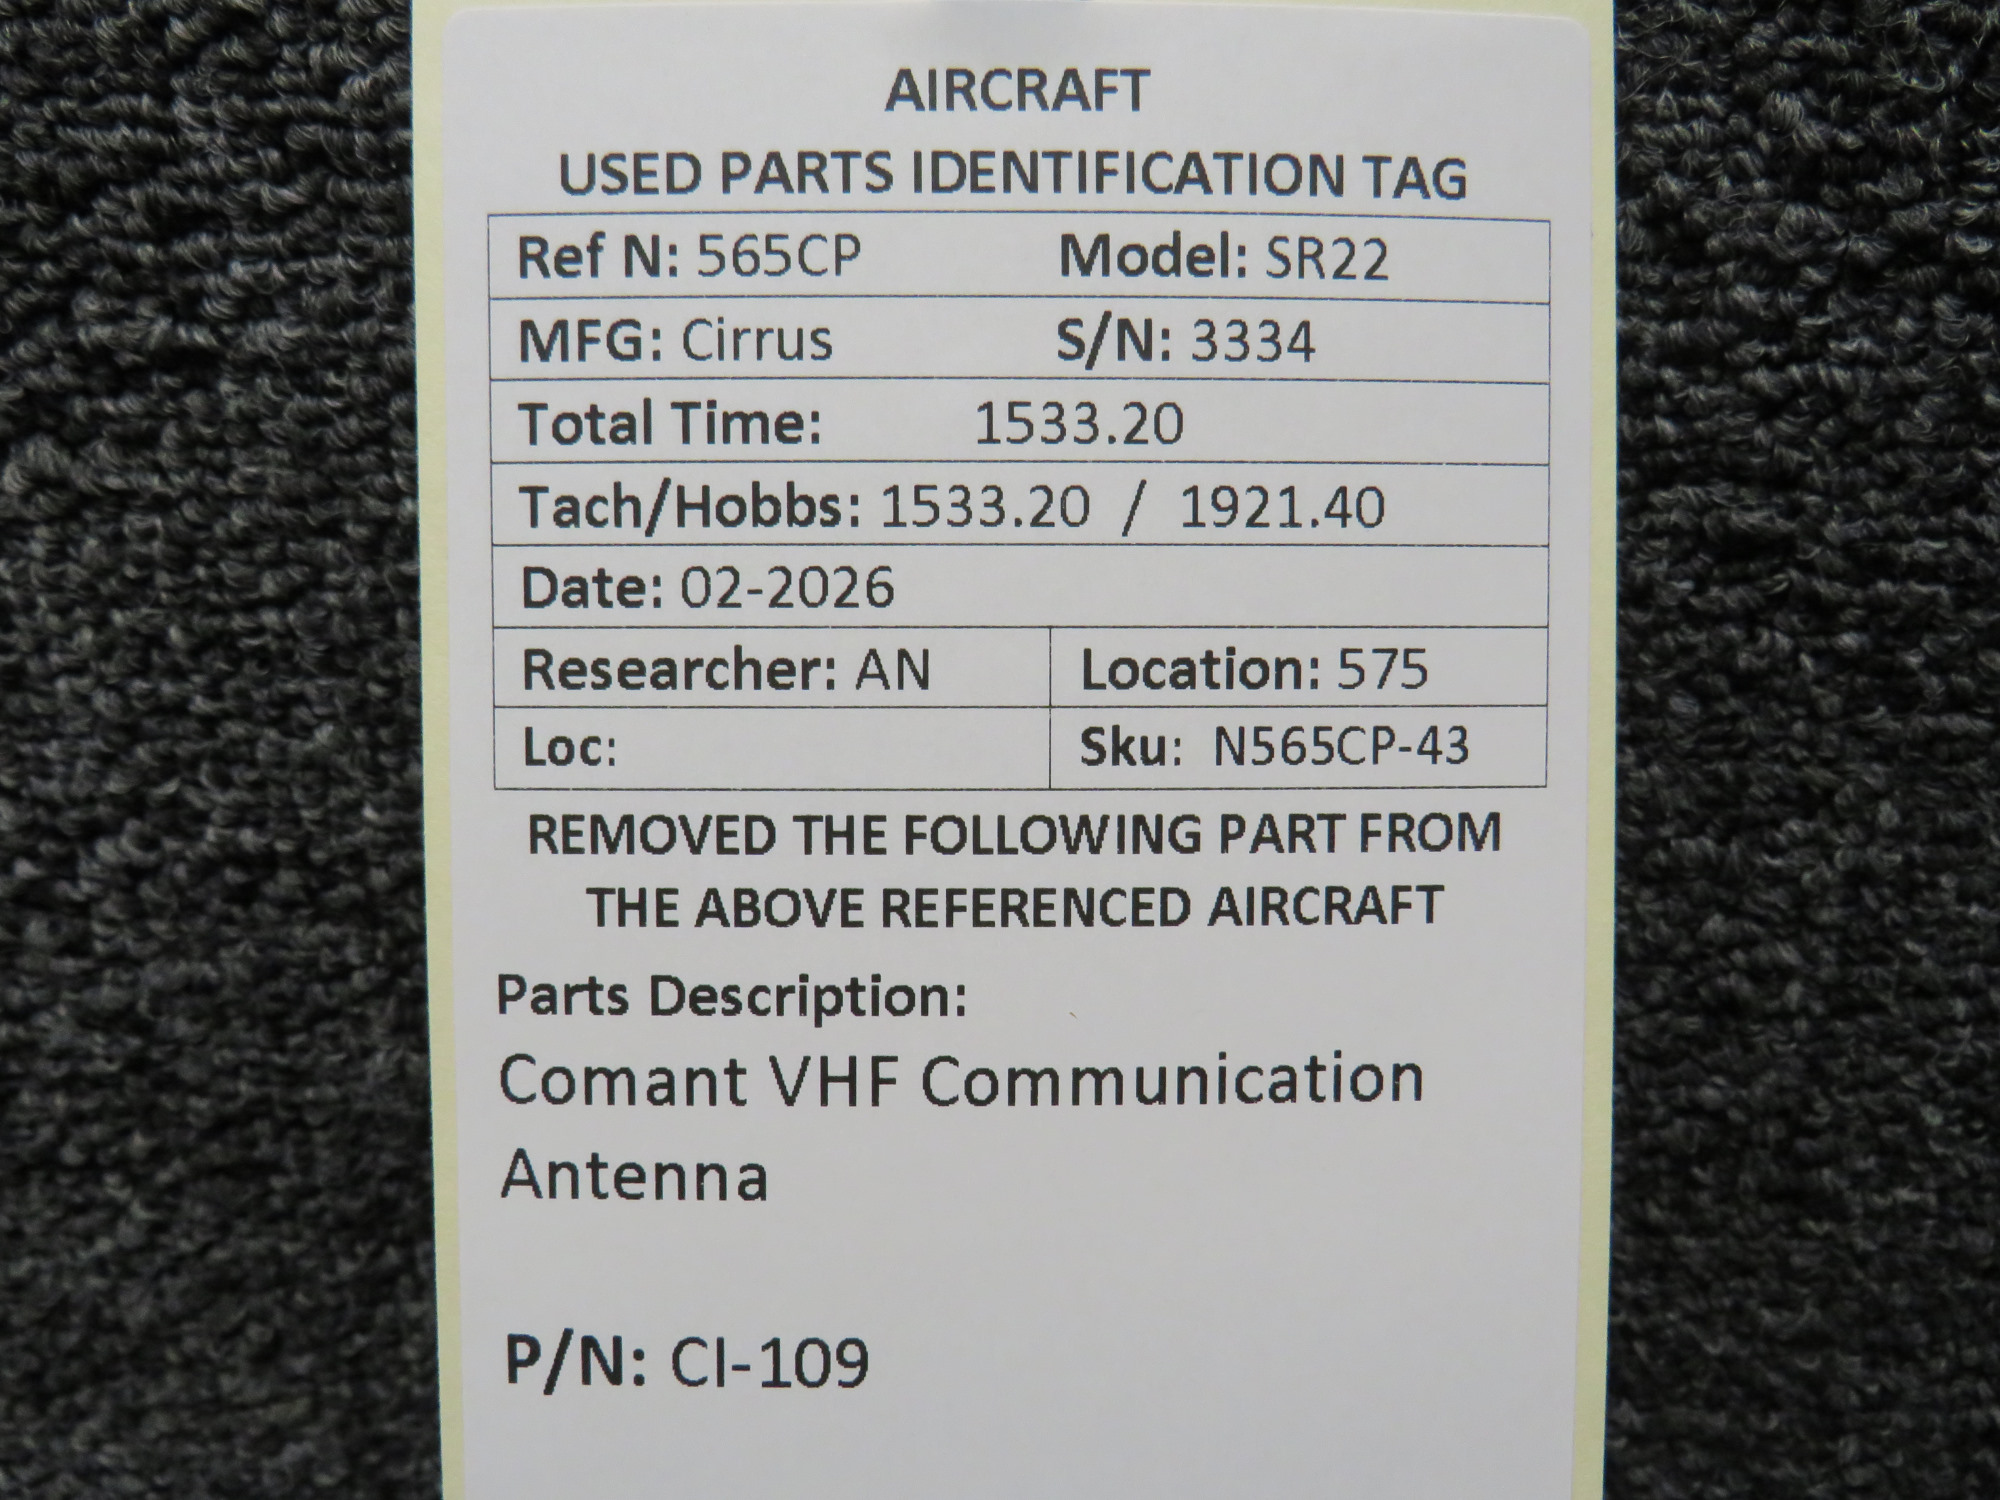 AIRCRAFT
USED PARTS IDENTIFICATION TAG
Ref N: 565CP Model: SR22
MFG: Cirrus S/N: 3334
Total Time: 1533.20
Tach/Hobbs: 1533.20 / 1921.40
Date: 02-2026
Researcher: AN Location: 575
Loc: Sku: N565CP-43
REMOVED THE FOLLOWING PART FROM
THE ABOVE REFERENCED AIRCRAFT
Parts Description:
Comant VHF Communication
Antenna
P/N: CI-109